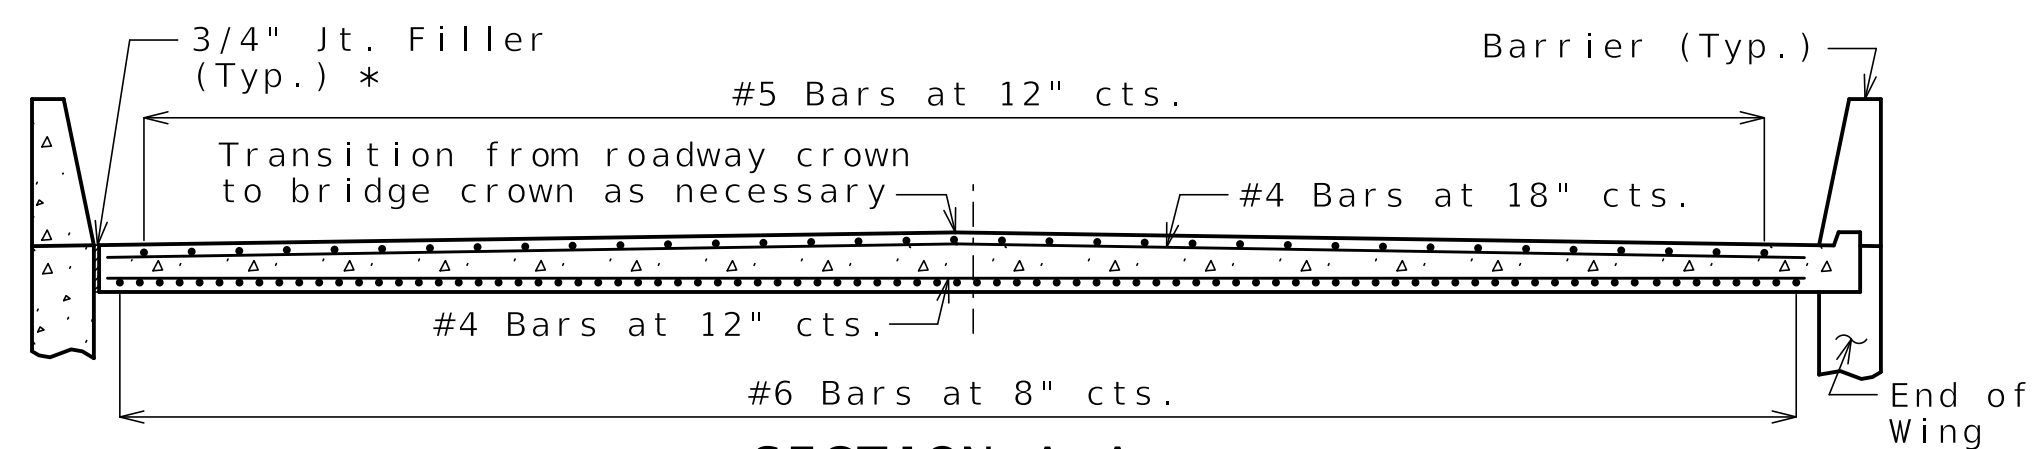 3/4" Jt. Filler
(Typ.) *
Barrier (Typ.)
#5 Bars at 12" cts.
Transition from roadway crown
to bridge crown as necessary
#4 Bars at 18" cts.
#4 Bars at 12" cts.
#6 Bars at 8" cts.
End of
Wing